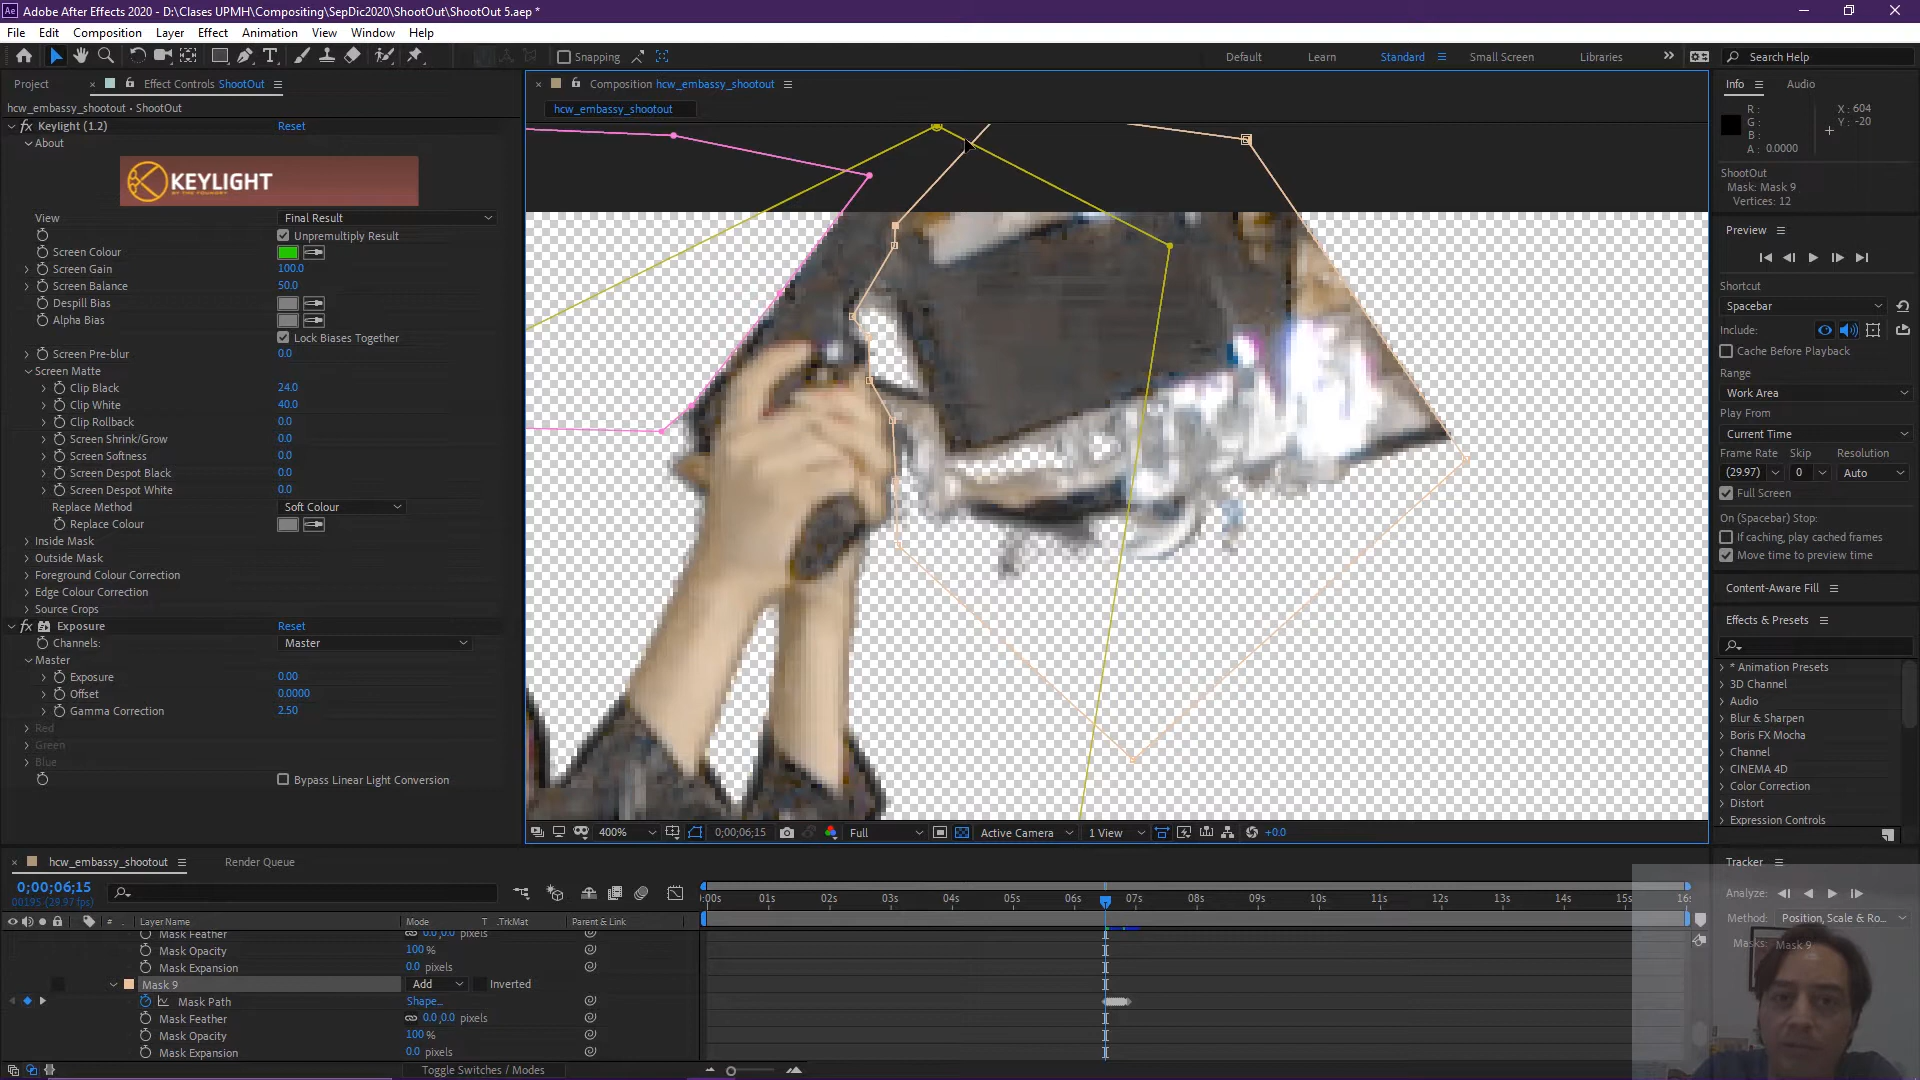 Adobe After Effects 2020 - D:\Clases UPMH\Compositing\SepDic2020\ShootOut\ShootOut 5.aep *
File Edit Composition Layer Effect Animation View Window Help
Snapping
Default Learn Standard Small Screen Libraries Search Help
Project Effect Controls ShootOut
hcw_embassy_shootout • ShootOut
Keylight (1.2) Reset
About
KEYLIGHT
BY THE FOUNDRY
View Final Result
Unpremultiply Result
Screen Colour
Screen Gain 100.0
Screen Balance 50.0
Despill Bias
Alpha Bias
Lock Biases Together
Screen Pre-blur 0.0
Screen Matte
Clip Black 24.0
Clip White 40.0
Clip Rollback 0.0
Screen Shrink/Grow 0.0
Screen Softness 0.0
Screen Despot Black 0.0
Screen Despot White 0.0
Replace Method Soft Colour
Replace Colour
Inside Mask
Outside Mask
Foreground Colour Correction
Edge Colour Correction
Source Crops
Exposure Reset
Channels: Master
Master
Exposure 0.00
Offset 0.0000
Gamma Correction 2.50
Red
Green
Blue
Bypass Linear Light Conversion
Composition hcw_embassy_shootout
hcw_embassy_shootout
400% 0;00;06;15 Full Active Camera 1 View +0.0
Info Audio
R :
G :
B :
A : 0.0000
X : 604
Y : -20
ShootOut
Mask: Mask 9
Vertices: 12
Preview
Shortcut
Spacebar
Include:
Cache Before Playback
Range
Work Area
Play From
Current Time
Frame Rate Skip Resolution
(29.97) 0 Auto
Full Screen
On (Spacebar) Stop:
If caching, play cached frames
Move time to preview time
Content-Aware Fill
Effects & Presets
* Animation Presets
3D Channel
Audio
Blur & Sharpen
Boris FX Mocha
Channel
CINEMA 4D
Color Correction
Distort
Expression Controls
Tracker
Analyze:
Method: Position, Scale & Ro...
Masks: Mask 9
hcw_embassy_shootout Render Queue
0;00;06;15
00195 (29.97 fps)
# Layer Name Mode T .TrkMat Parent & Link
:00s 01s 02s 03s 04s 05s 06s 07s 08s 09s 10s 11s 12s 13s 14s 15s 16s
Mask Feather 0.0,0.0 pixels
Mask Opacity 100 %
Mask Expansion 0.0 pixels
Mask 9 Add Inverted
Mask Path Shape...
Mask Feather 0.0,0.0 pixels
Mask Opacity 100 %
Mask Expansion 0.0 pixels
Toggle Switches / Modes